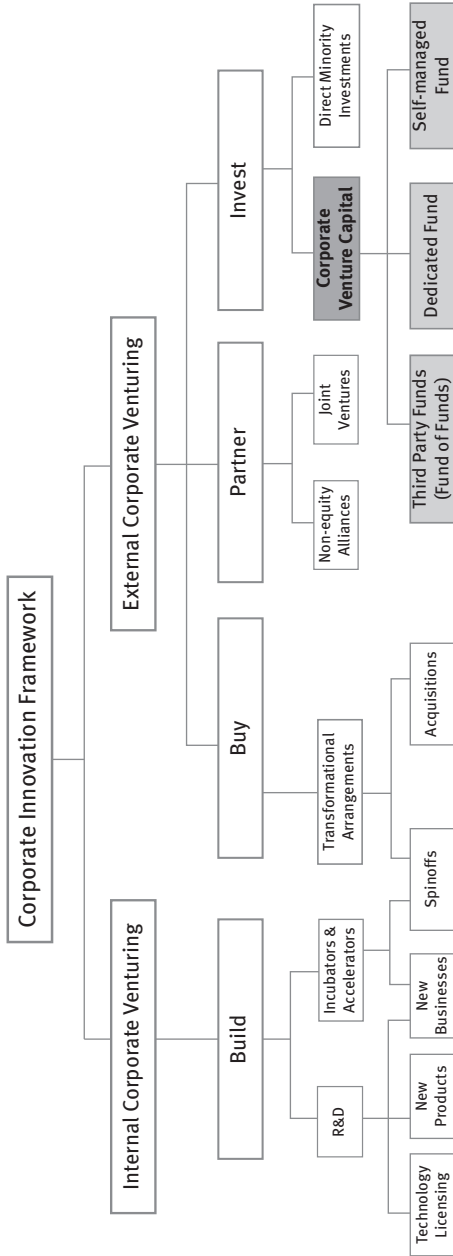 Corporate Innovation Framework
Internal Corporate Venturing
External Corporate Venturing
Build
Buy
Partner
Invest
R&D
Incubators &
Accelerators
Transformational
Arrangements
Non-equity
Alliances
Joint
Ventures
Corporate
Venture Capital
Direct Minority
Investments
Technology
Licensing
New
Products
New
Businesses
Spinoffs
Acquisitions
Third Party Funds
(Fund of Funds)
Dedicated Fund
Self-managed
Fund